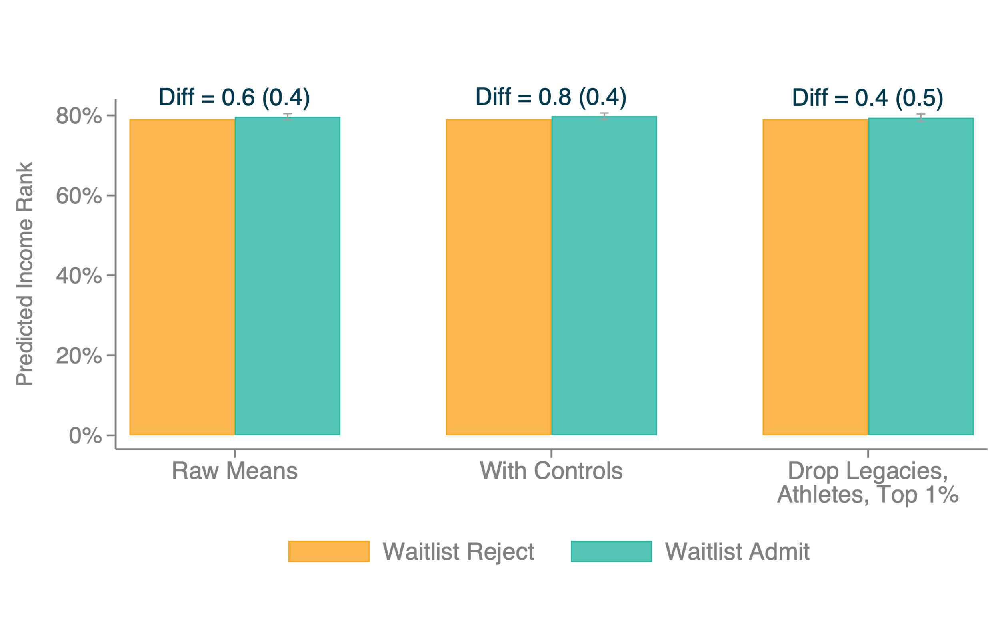 Diff = 0.6 (0.4)
Diff = 0.8 (0.4)
Diff = 0.4 (0.5)
80%
60%
40%
20%
0%
Predicted Income Rank
Raw Means
With Controls
Drop Legacies,
Athletes, Top 1%
Waitlist Reject
Waitlist Admit